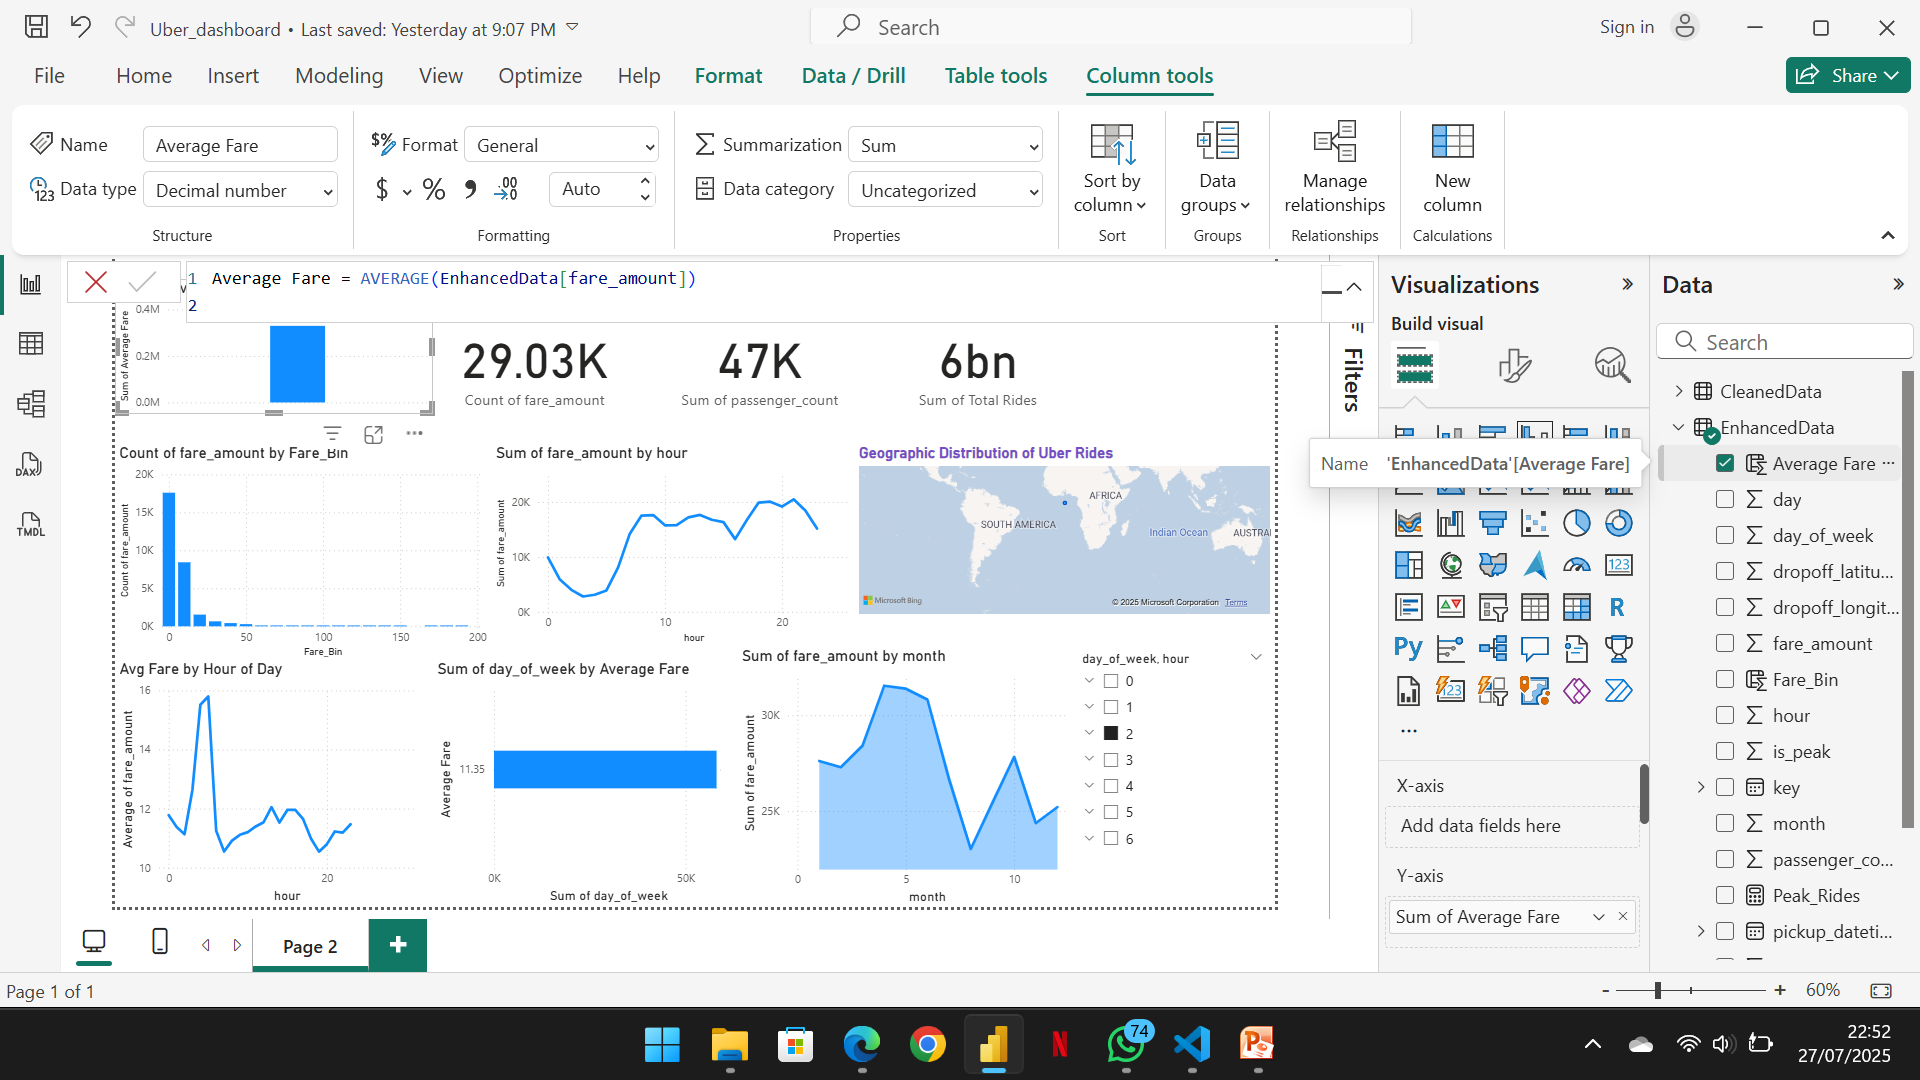 Uber_dashboard • Last saved: Yesterday at 9:07 PM
Search
Sign in
File Home Insert Modeling View Optimize Help Format Data / Drill Table tools Column tools
Share
Name Average Fare
Data type Decimal number
Structure
Format General
$ % Auto
Formatting
Summarization Sum
Data category Uncategorized
Properties
Sort by
column
Sort
Data
groups
Groups
Manage
relationships
Relationships
New
column
Calculations
1 Average Fare = AVERAGE(EnhancedData[fare_amount])
2
Sum of Average Fare
0.4M
0.2M
0.0M
29.03K
Count of fare_amount
47K
Sum of passenger_count
6bn
Sum of Total Rides
Count of fare_amount by Fare_Bin
Count of fare_amount
20K
15K
10K
5K
0K
0 50 100 150 200
Fare_Bin
Sum of fare_amount by hour
Sum of fare_amount
20K
10K
0K
0 10 20
hour
Geographic Distribution of Uber Rides
AFRICA
SOUTH AMERICA
Indian Ocean
AUSTRA
Microsoft Bing
© 2025 Microsoft Corporation Terms
Avg Fare by Hour of Day
Average of fare_amount
16
14
12
10
0 20
hour
Sum of day_of_week by Average Fare
Average Fare
11.35
0K 50K
Sum of day_of_week
Sum of fare_amount by month
Sum of fare_amount
30K
25K
0 5 10
month
day_of_week, hour
0
1
2
3
4
5
6
Filters
Visualizations
Build visual
Name 'EnhancedData'[Average Fare]
123
R
Py
123
X-axis
Add data fields here
Y-axis
Sum of Average Fare
Data
Search
CleanedData
EnhancedData
Average Fare
day
day_of_week
dropoff_latitu...
dropoff_longit...
fare_amount
Fare_Bin
hour
is_peak
key
month
passenger_co...
Peak_Rides
pickup_dateti...
DAX
TMDL
Page 2
Page 1 of 1
- + 60%
74
22:52
27/07/2025